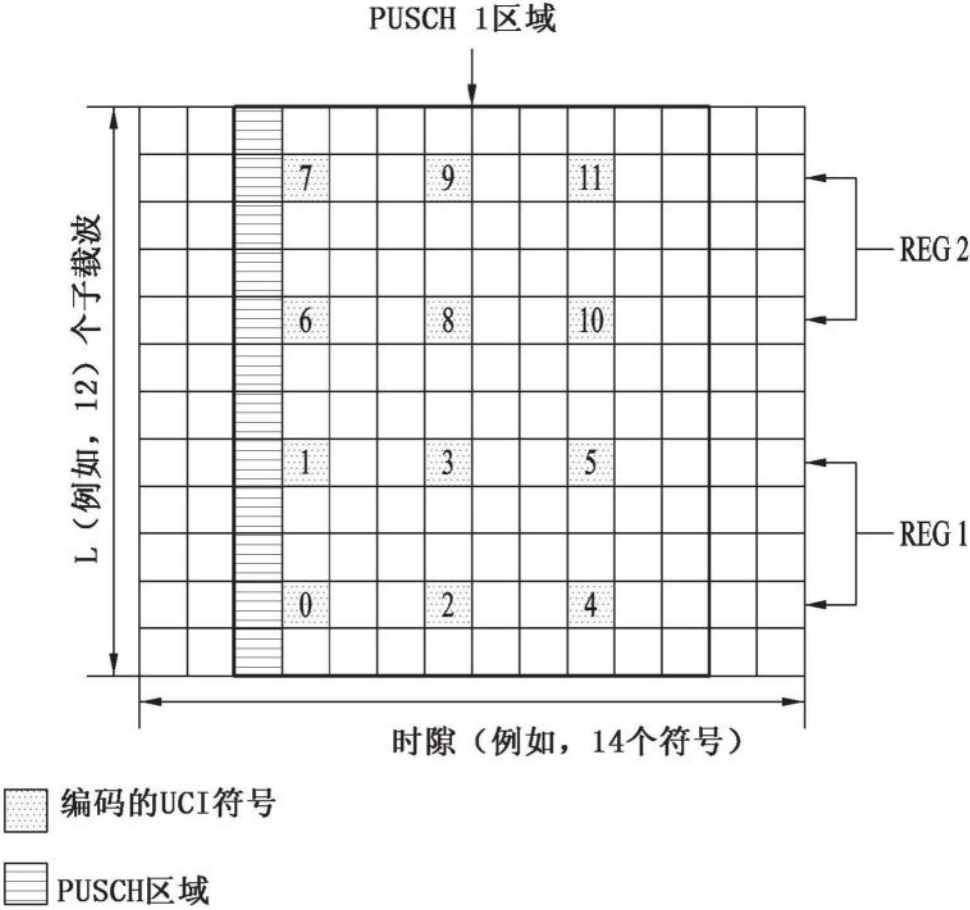 PUSCH 1区域
7 9 11
REG 2
6 8 10
L（例如，12）个子载波
1 3 5
REG 1
0 2 4
时隙（例如，14个符号）
编码的UCI符号
PUSCH区域